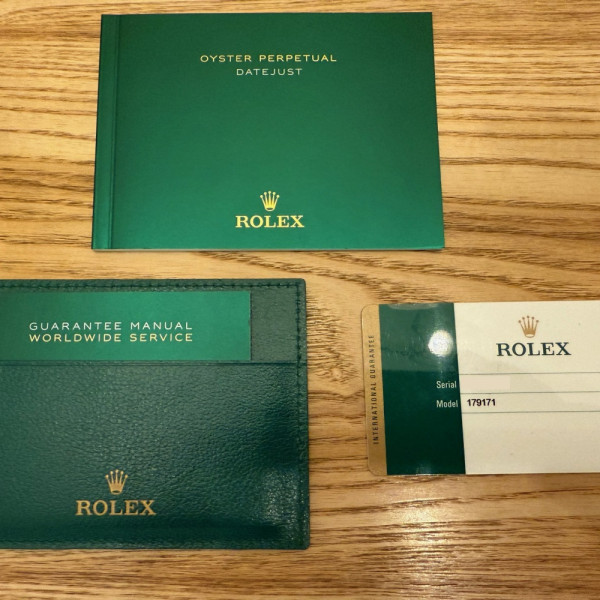 OYSTER PERPETUAL
DATEJUST
ROLEX
GUARANTEE MANUAL
WORLDWIDE SERVICE
ROLEX
INTERNATIONAL GUARANTEE
ROLEX
Serial
Model 179171